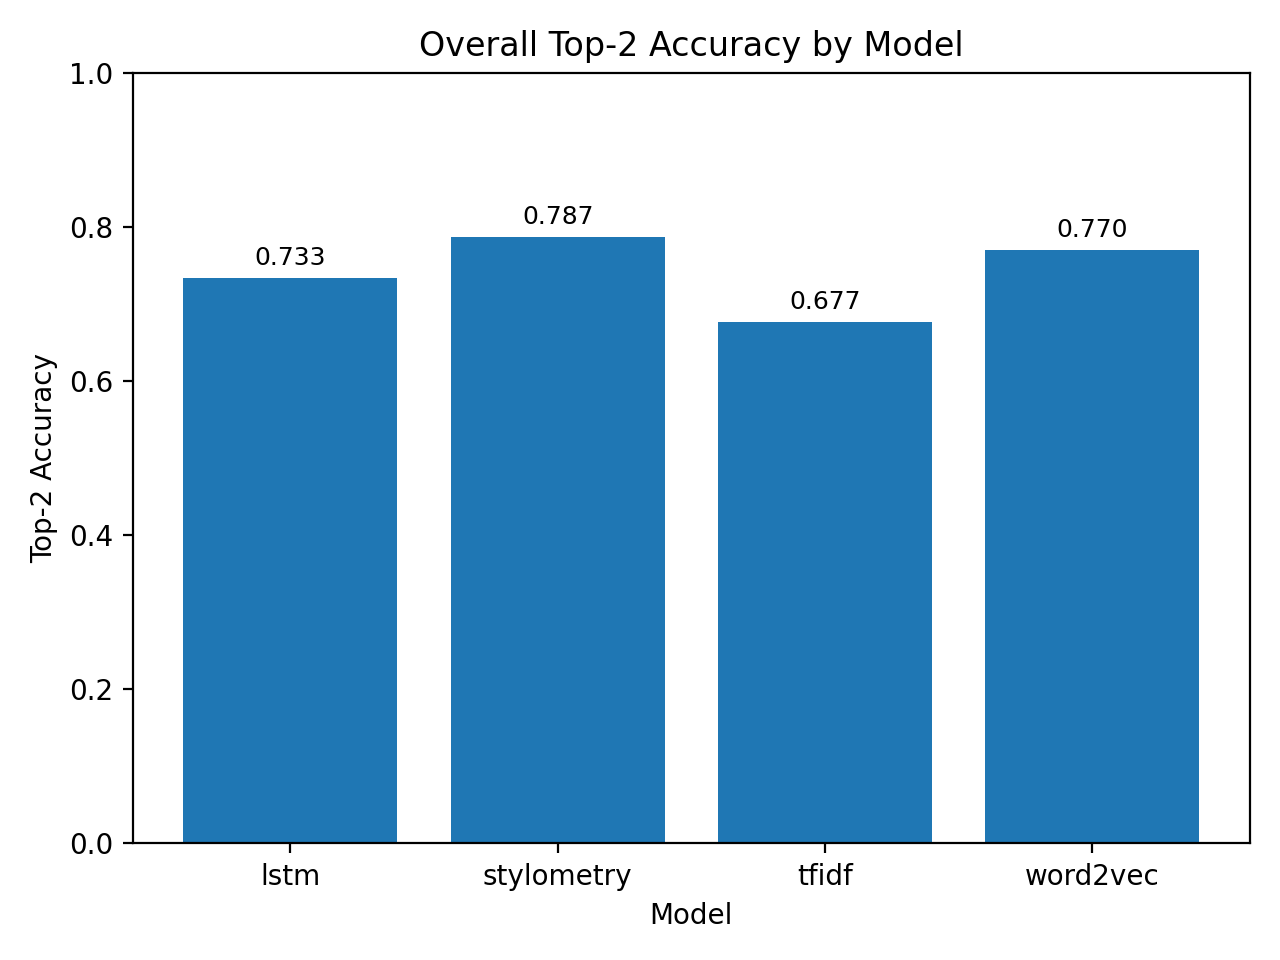 Overall Top-2 Accuracy by Model
1.0
0.8
0.6
0.4
0.2
0.0
Top-2 Accuracy
0.733
0.787
0.677
0.770
lstm
stylometry
tfidf
word2vec
Model